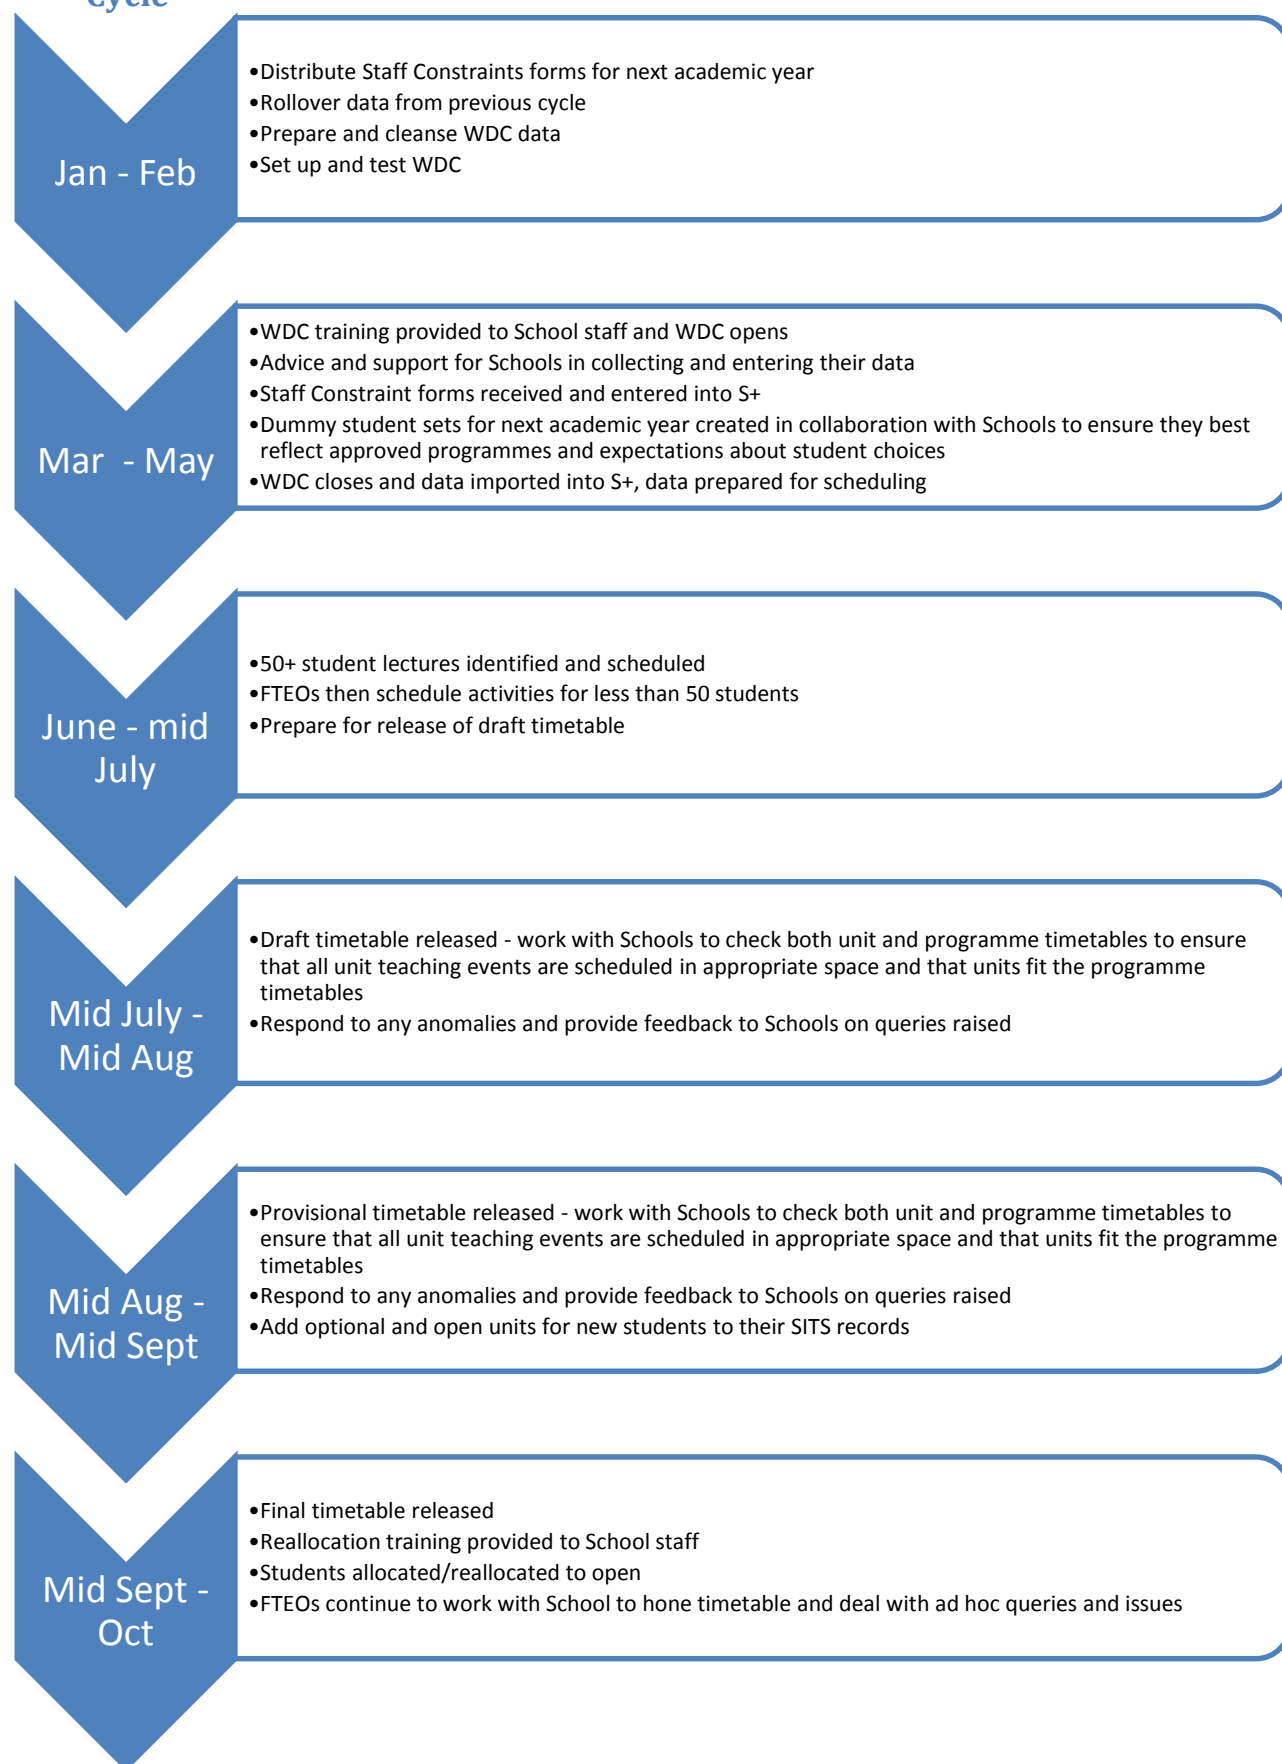 Cycle
Jan - Feb
•Distribute Staff Constraints forms for next academic year
•Rollover data from previous cycle
•Prepare and cleanse WDC data
•Set up and test WDC
Mar - May
•WDC training provided to School staff and WDC opens
•Advice and support for Schools in collecting and entering their data
•Staff Constraint forms received and entered into S+
•Dummy student sets for next academic year created in collaboration with Schools to ensure they best
reflect approved programmes and expectations about student choices
•WDC closes and data imported into S+, data prepared for scheduling
June - mid
July
•50+ student lectures identified and scheduled
•FTEOs then schedule activities for less than 50 students
•Prepare for release of draft timetable
Mid July -
Mid Aug
•Draft timetable released - work with Schools to check both unit and programme timetables to ensure
that all unit teaching events are scheduled in appropriate space and that units fit the programme
timetables
•Respond to any anomalies and provide feedback to Schools on queries raised
Mid Aug -
Mid Sept
•Provisional timetable released - work with Schools to check both unit and programme timetables to
ensure that all unit teaching events are scheduled in appropriate space and that units fit the programme
timetables
•Respond to any anomalies and provide feedback to Schools on queries raised
•Add optional and open units for new students to their SITS records
Mid Sept -
Oct
•Final timetable released
•Reallocation training provided to School staff
•Students allocated/reallocated to open
•FTEOs continue to work with School to hone timetable and deal with ad hoc queries and issues